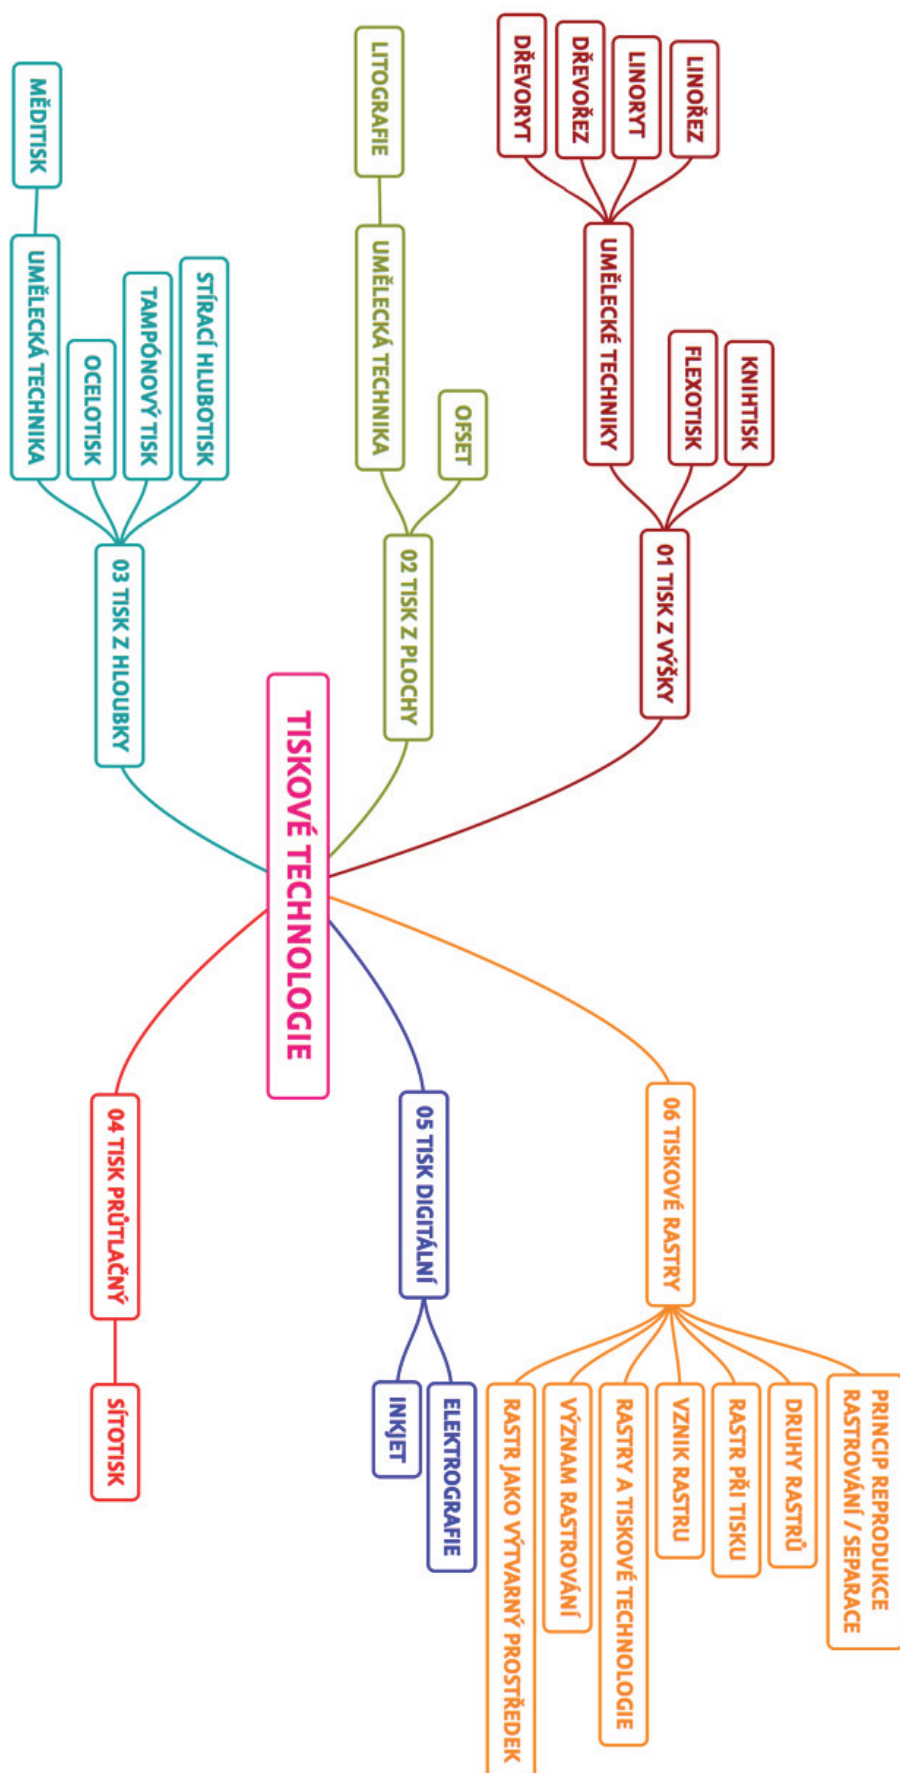 TISKOVÉ TECHNOLOGIE
01 TISK Z VÝŠKY
KNIHTISK
FLEXOTISK
UMĚLECKÉ TECHNIKY
LINOŘEZ
LINORYT
DŘEVOŘEZ
DŘEVORYT
02 TISK Z PLOCHY
OFSET
UMĚLECKÁ TECHNIKA
LITOGRAFIE
03 TISK Z HLOUBKY
STÍRACÍ HLUBOTISK
TAMPÓNOVÝ TISK
OCELOTISK
UMĚLECKÁ TECHNIKA
MĚDITISK
06 TISKOVÉ RASTRY
PRINCIP REPRODUKCE
RASTROVÁNÍ / SEPARACE
DRUHY RASTRŮ
RASTR PŘI TISKU
VZNIK RASTRU
RASTRY A TISKOVÉ TECHNOLOGIE
VÝZNAM RASTROVÁNÍ
RASTR JAKO VÝTVARNÝ PROSTŘEDEK
05 TISK DIGITÁLNÍ
ELEKTROGRAFIE
INKJET
04 TISK PRŮTLAČNÝ
SÍTOTISK